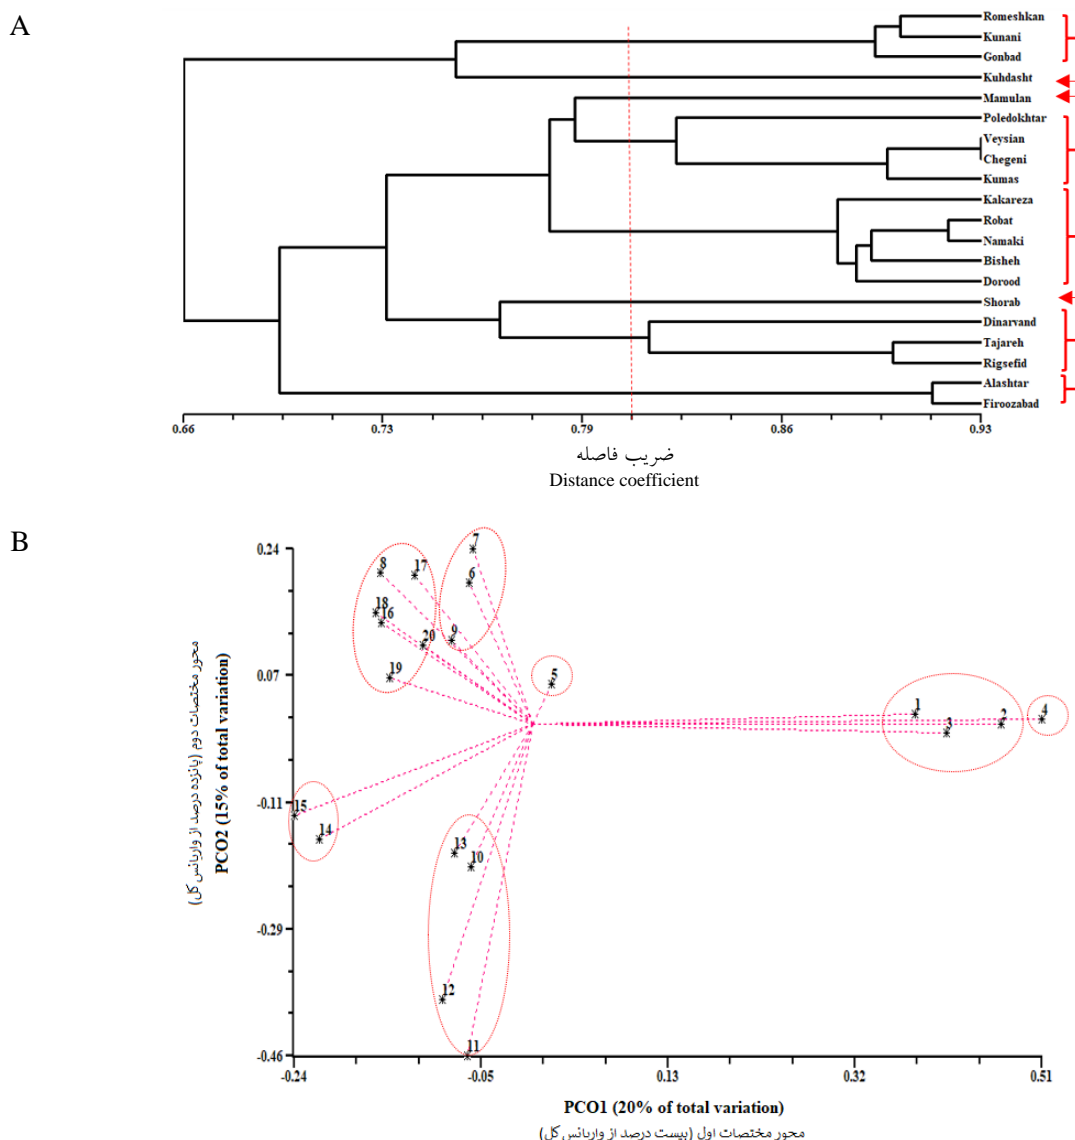 A
Romeshkan
Kunani
Gonbad
Kuhdasht
Mamulan
Poledokhtar
Veysian
Chegeni
Kumas
Kakareza
Robat
Namaki
Bisheh
Dorood
Shorab
Dinarvand
Tajareh
Rigsefid
Alashtar
Firoozabad
0.66 0.73 0.79 0.86 0.93
ضریب فاصله
Distance coefficient
B
محور مختصات دوم (پانزده درصد از واریانس کل)
PCO2 (15% of total variation)
0.24
0.07
-0.11
-0.29
-0.46
7
8
17
6
18
16
20
9
19
5
1
3
2
4
15
14
13
10
12
11
-0.24 -0.05 0.13 0.32 0.51
PCO1 (20% of total variation)
محور مختصات اول (بیست درصد از واریانس کل)